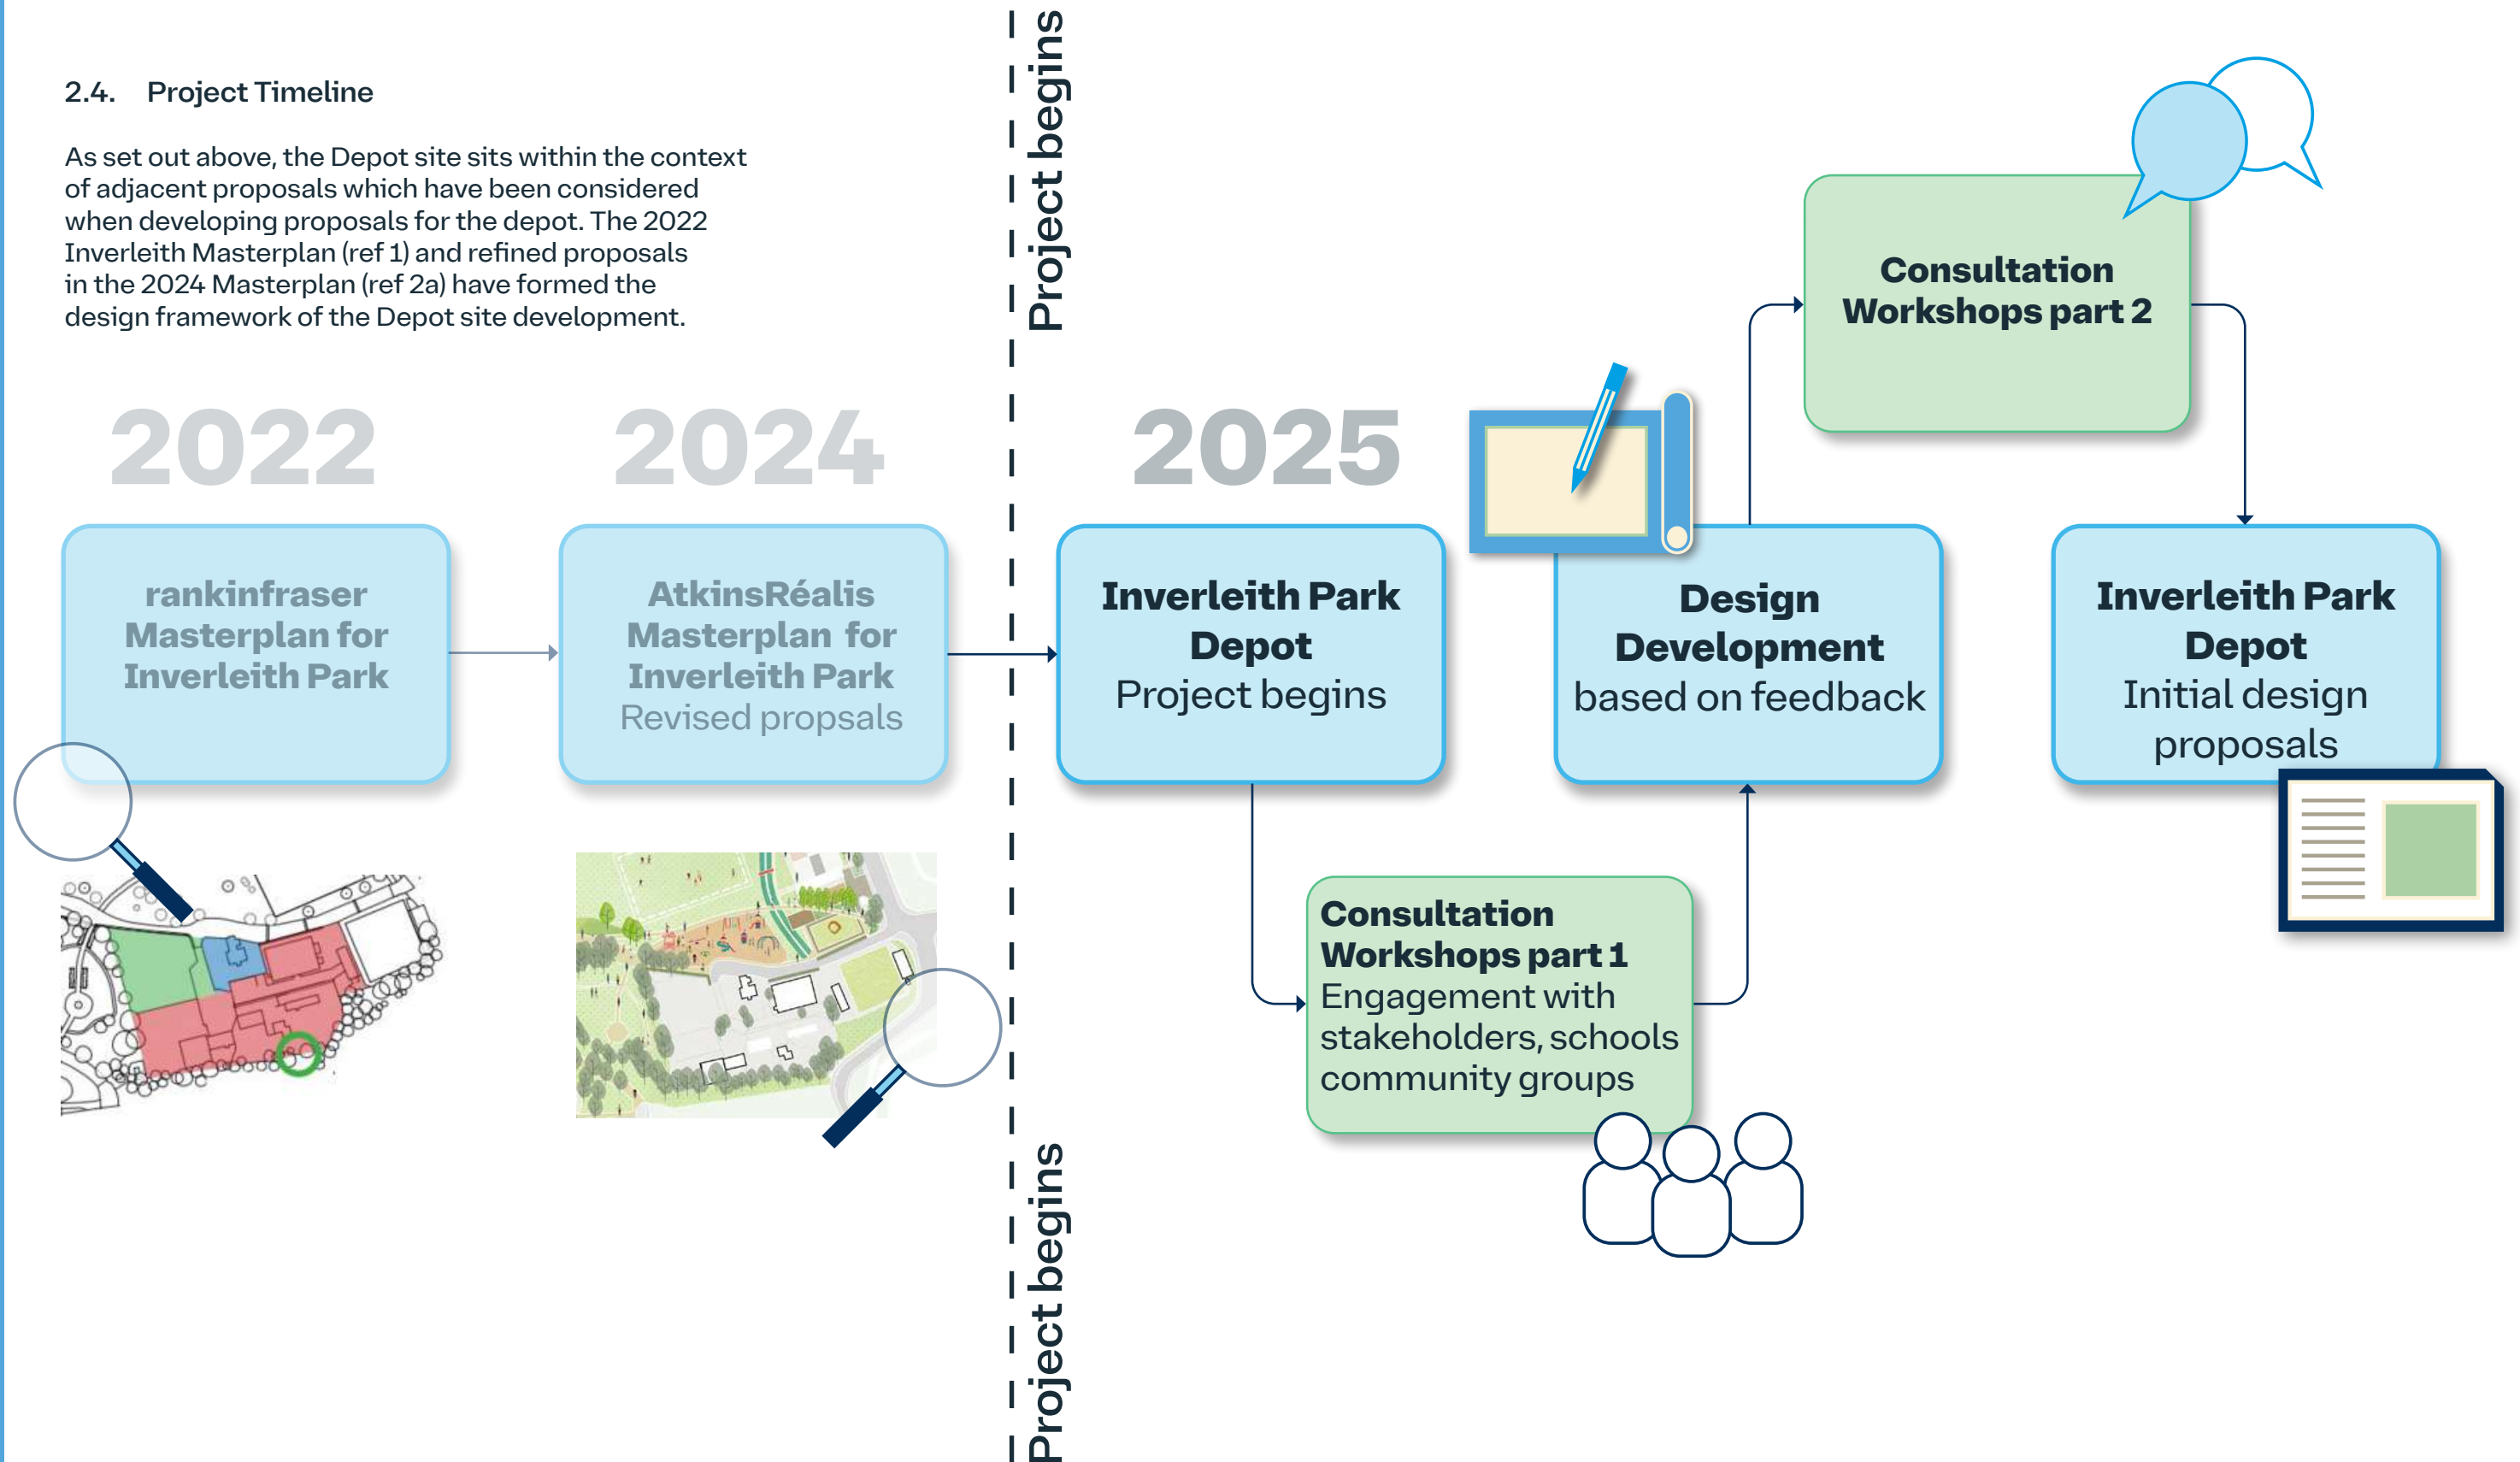 2.4. Project Timeline
As set out above, the Depot site sits within the context
of adjacent proposals which have been considered
when developing proposals for the depot. The 2022
Inverleith Masterplan (ref 1) and refined proposals
in the 2024 Masterplan (ref 2a) have formed the
design framework of the Depot site development.
Project begins
2022
rankinfraser
Masterplan for
Inverleith Park
2024
AtkinsRéalis
Masterplan for
Inverleith Park
Revised propsals
2025
Inverleith Park
Depot
Project begins
Consultation
Workshops part 1
Engagement with
stakeholders, schools
community groups
Design
Development
based on feedback
Consultation
Workshops part 2
Inverleith Park
Depot
Initial design
proposals
Project begins